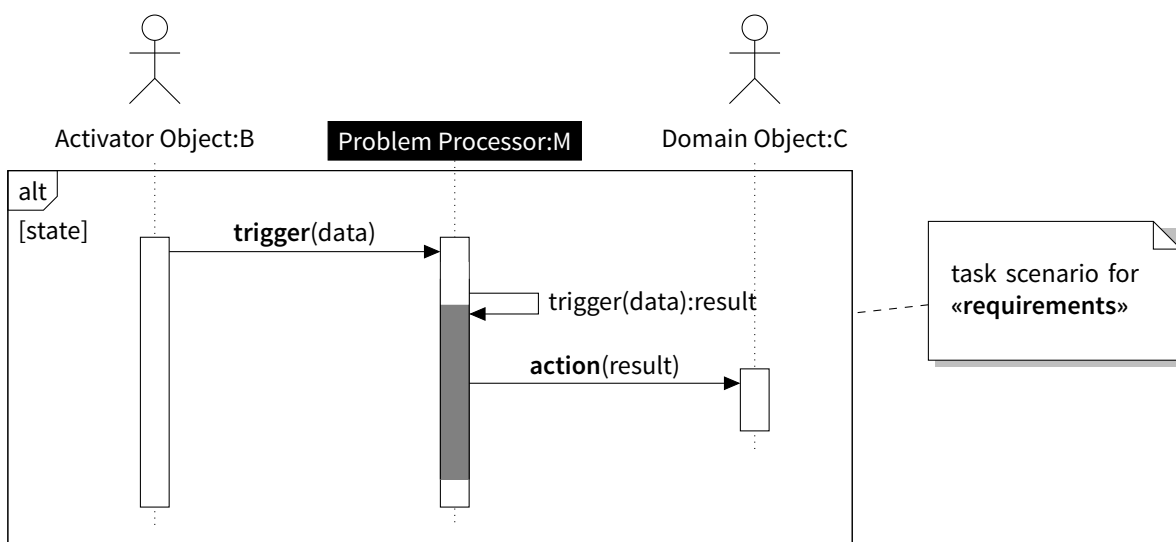 Activator Object:B
Problem Processor:M
Domain Object:C
alt
[state]
trigger(data)
trigger(data):result
action(result)
task scenario for
«requirements»